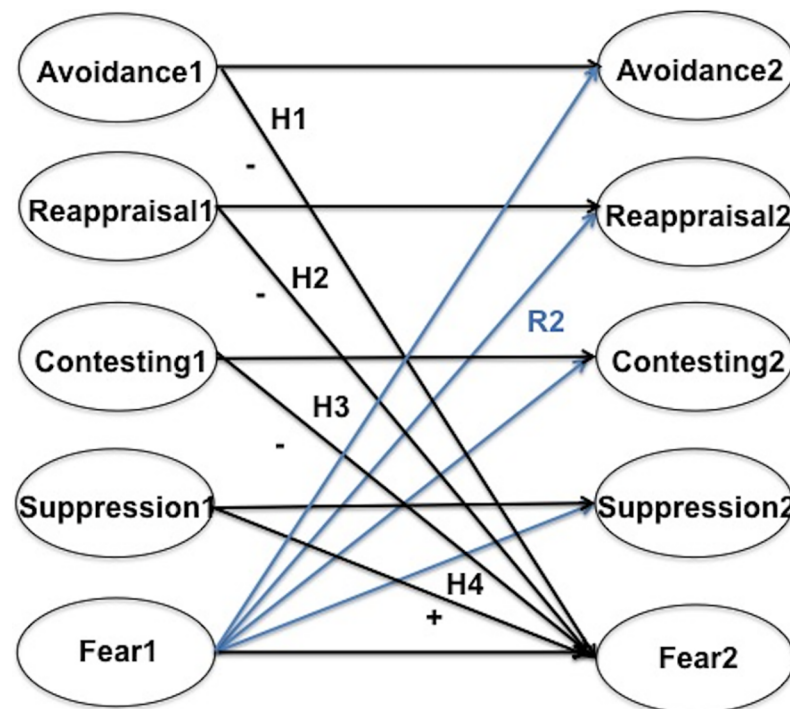 Avoidance1
Avoidance2
H1
-
Reappraisal1
Reappraisal2
H2
-
R2
Contesting1
Contesting2
H3
-
Suppression1
Suppression2
H4
+
Fear1
Fear2